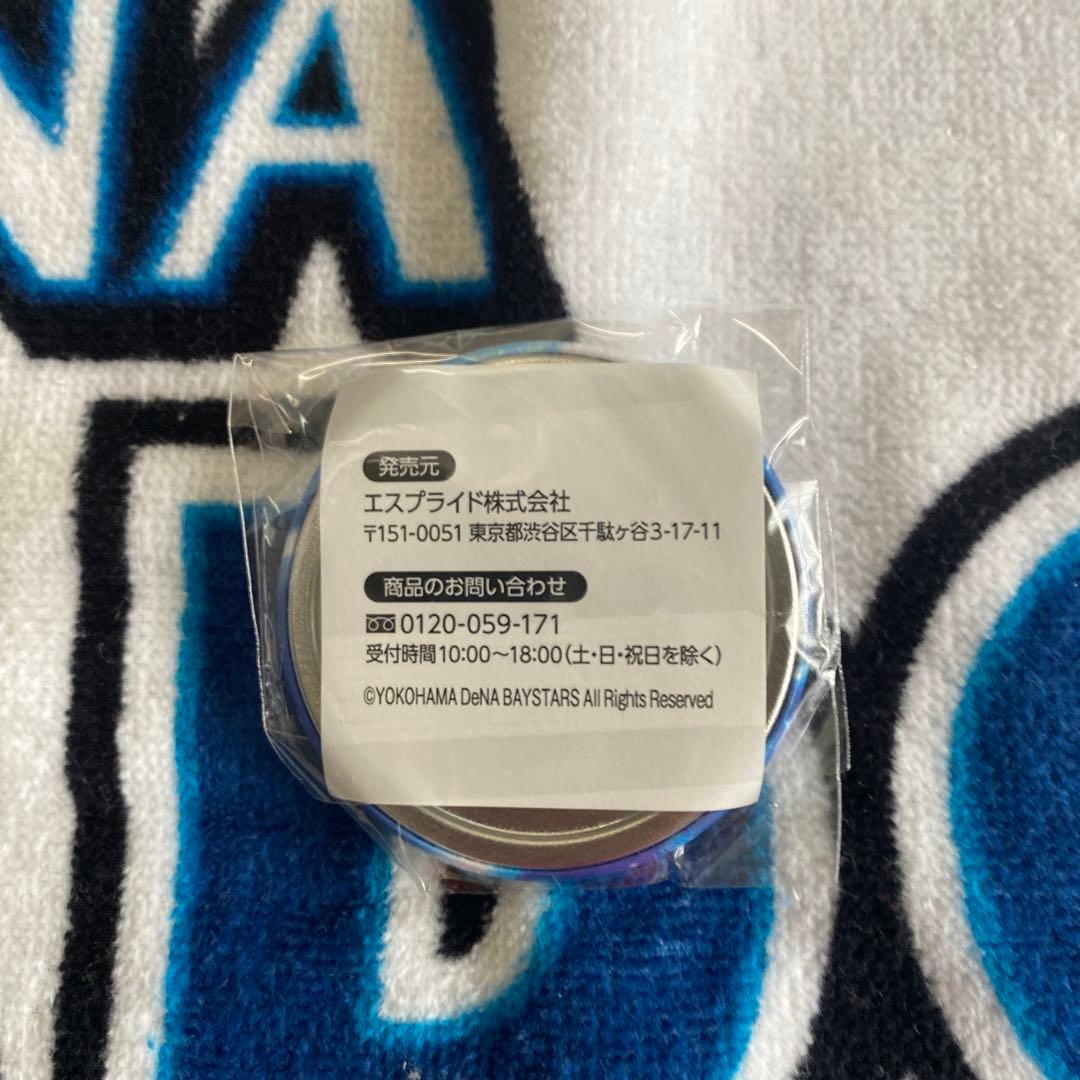 NA
発売元
エスプライド株式会社
〒151-0051 東京都渋谷区千駄ヶ谷3-17-11
商品のお問い合わせ
0120-059-171
受付時間10:00〜18:00(土・日・祝日を除く)
©YOKOHAMA DeNA BAYSTARS All Rights Reserved